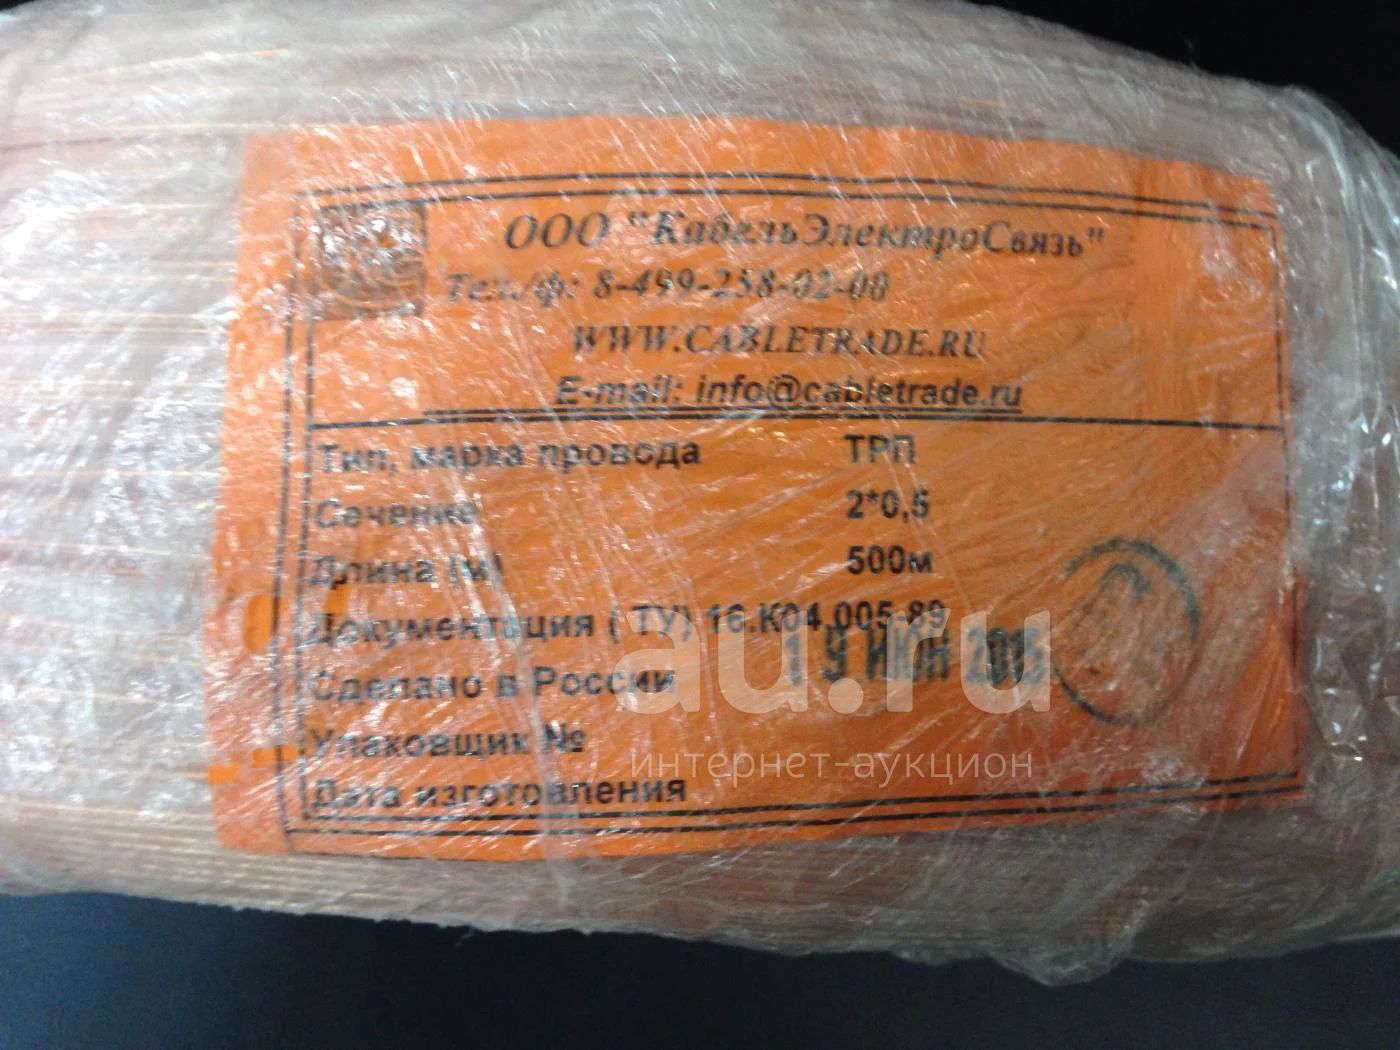 ООО "КабельЭлектроСвязь"
Тел./ф: 8-499-258-02-00
WWW.CABLETRADE.RU
E-mail: info@cabletrade.ru
Тип, марка провода ТРП
Сечение 2*0,5
Длина (м) 500м
Документация ( ТУ) 16.К04.005-89
19 ИЮН 2015
Сделано в России
au.ru
Упаковщик №
интернет-аукцион
Дата изготовления